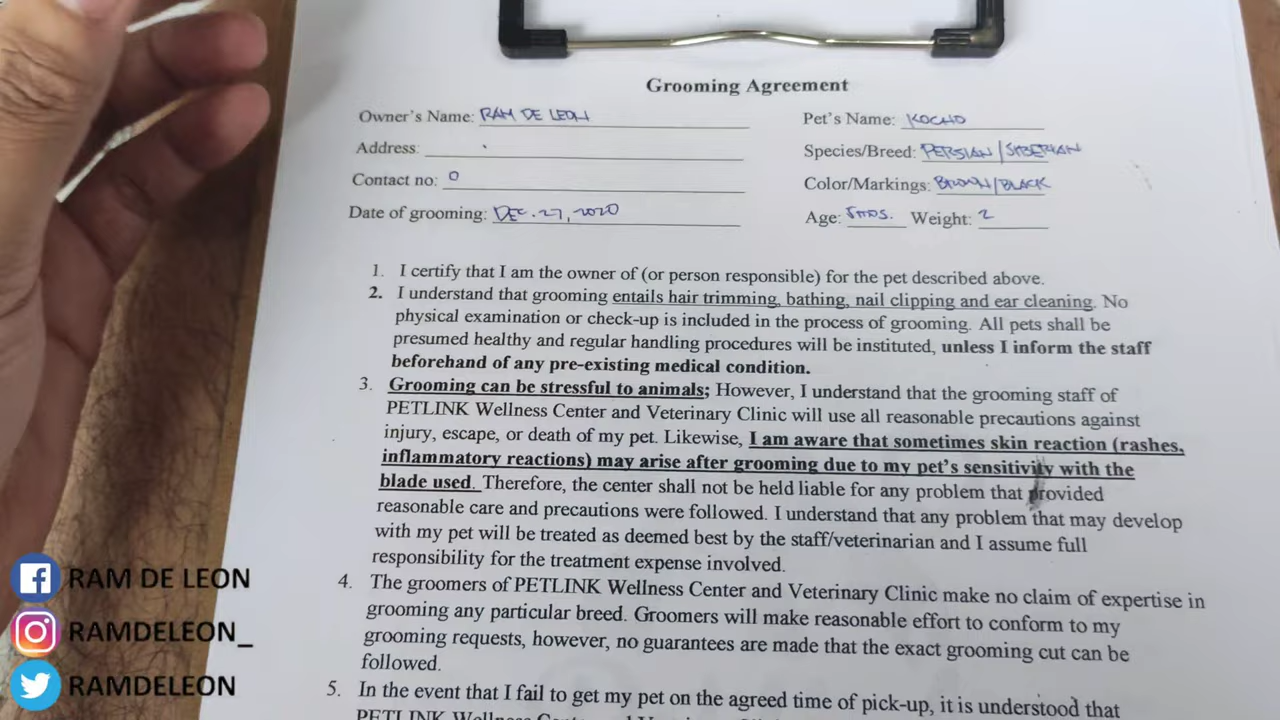 Grooming Agreement
Owner's Name: RAM DE LEON
Pet's Name: KOCHO
Address:
Species/Breed: PERSIAN/SIBERIAN
Contact no: 0
Color/Markings: BROWN/BLACK
Date of grooming: DEC. 27, 2020
Age: 5MOS. Weight: 2
1. I certify that I am the owner of (or person responsible) for the pet described above.
2. I understand that grooming entails hair trimming, bathing, nail clipping and ear cleaning. No
physical examination or check-up is included in the process of grooming. All pets shall be
presumed healthy and regular handling procedures will be instituted, unless I inform the staff
beforehand of any pre-existing medical condition.
3. Grooming can be stressful to animals; However, I understand that the grooming staff of
PETLINK Wellness Center and Veterinary Clinic will use all reasonable precautions against
injury, escape, or death of my pet. Likewise, I am aware that sometimes skin reaction (rashes,
inflammatory reactions) may arise after grooming due to my pet's sensitivity with the
blade used. Therefore, the center shall not be held liable for any problem that provided
reasonable care and precautions were followed. I understand that any problem that may develop
with my pet will be treated as deemed best by the staff/veterinarian and I assume full
responsibility for the treatment expense involved.
4. The groomers of PETLINK Wellness Center and Veterinary Clinic make no claim of expertise in
grooming any particular breed. Groomers will make reasonable effort to conform to my
grooming requests, however, no guarantees are made that the exact grooming cut can be
followed.
5. In the event that I fail to get my pet on the agreed time of pick-up, it is understood that
PETLINK Wellness
RAM DE LEON
RAMDELEON_
RAMDELEON